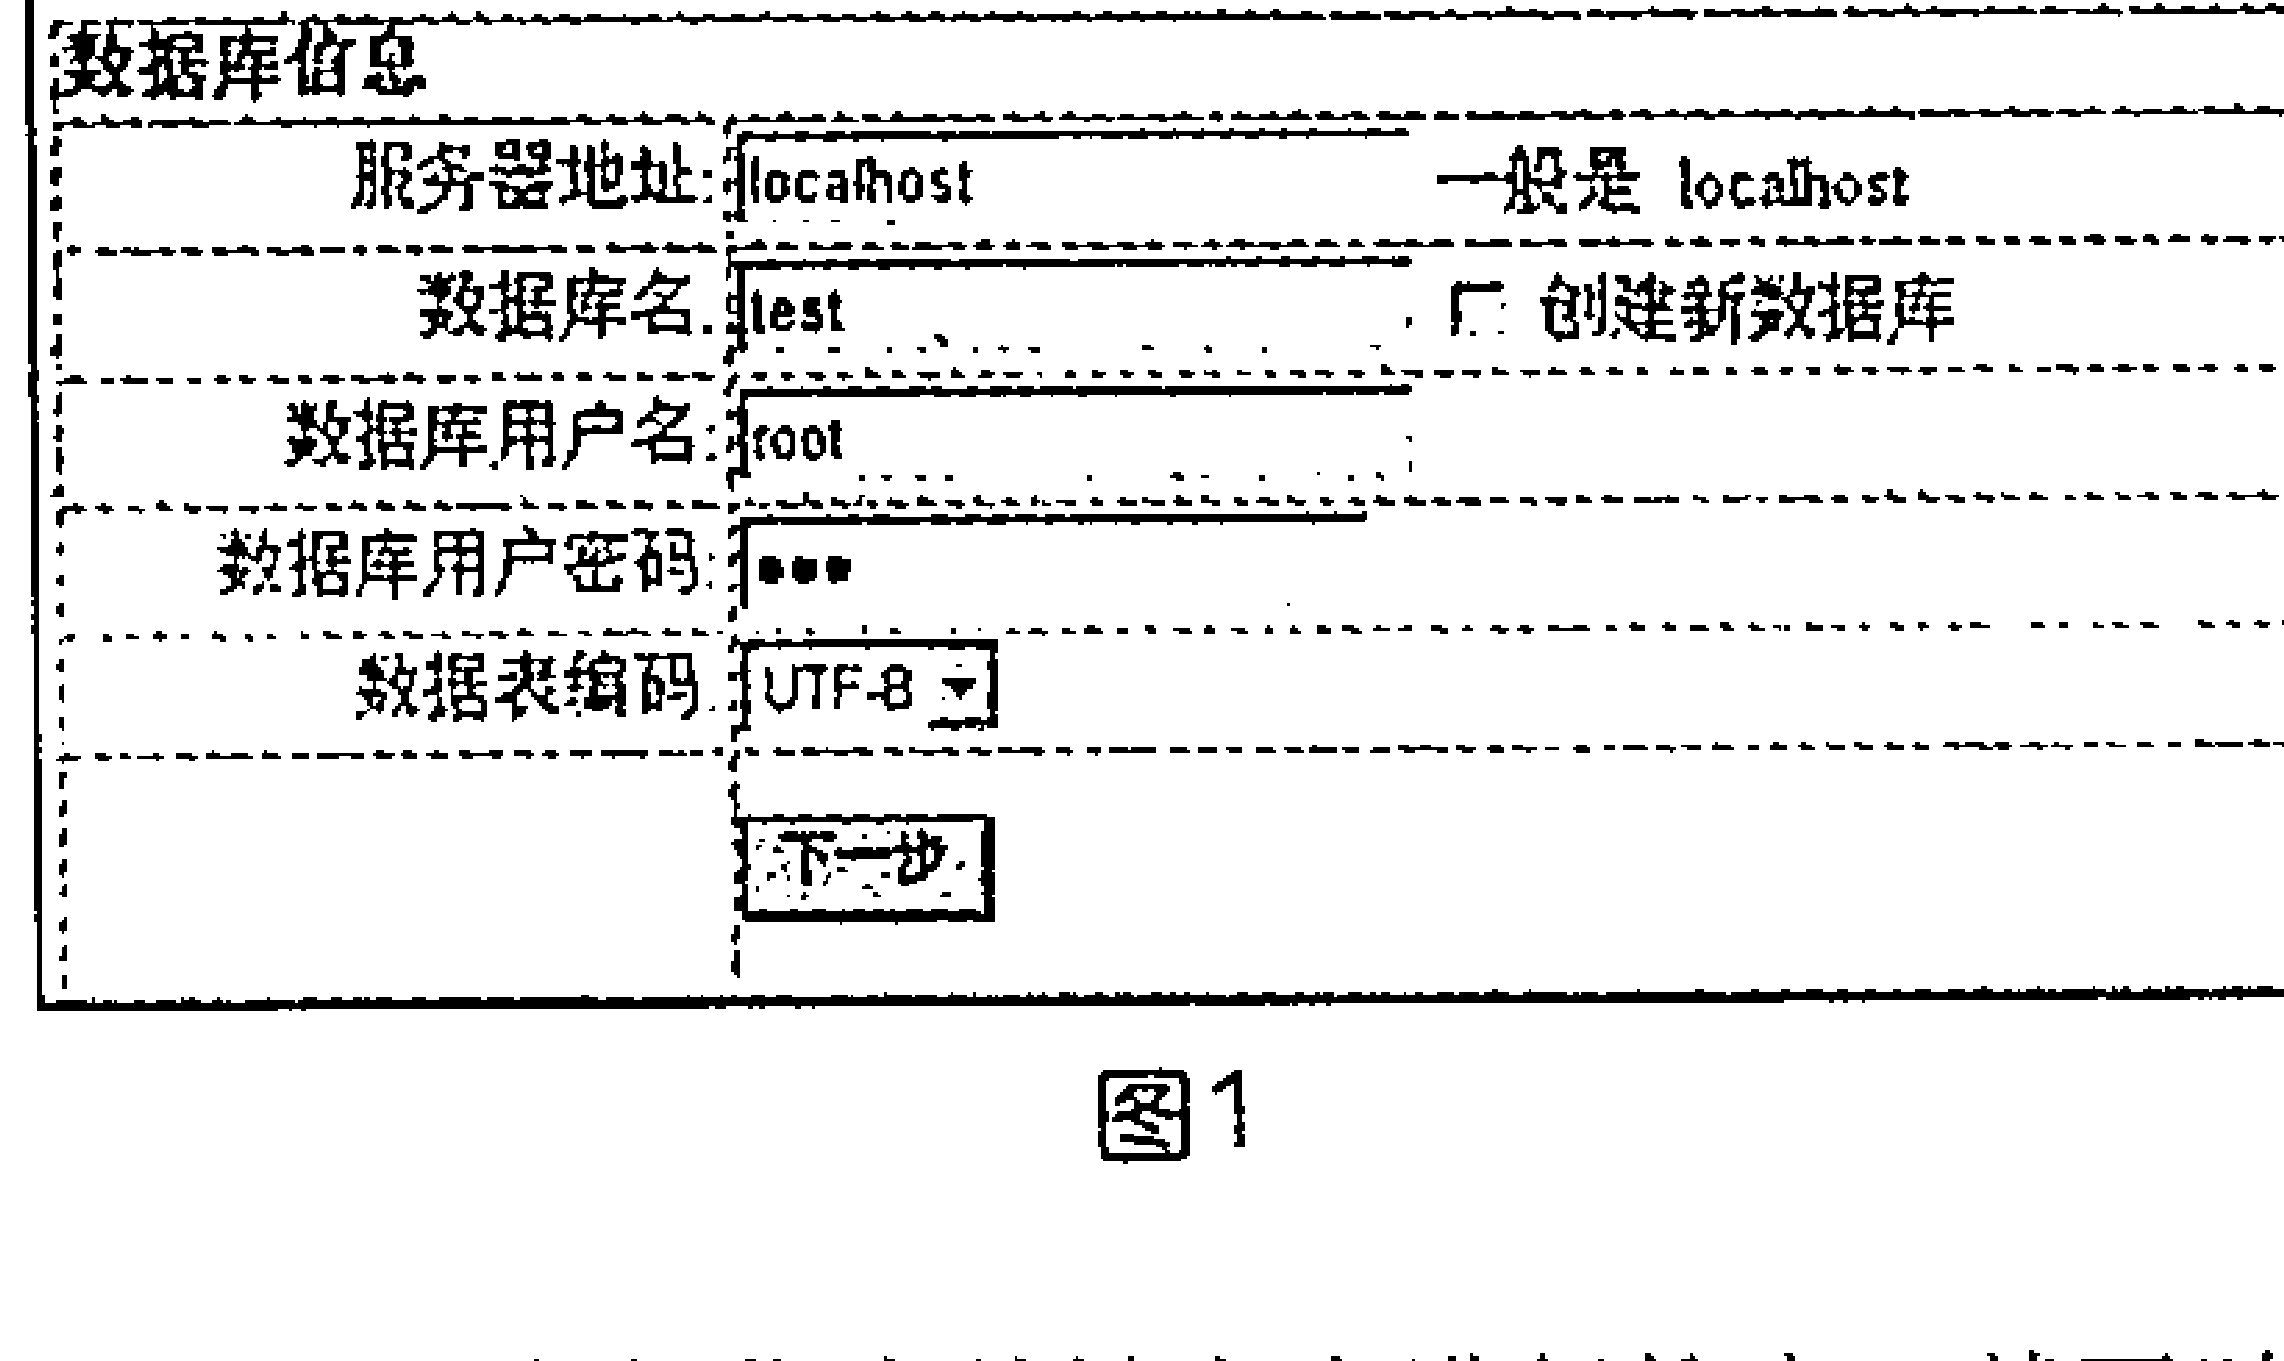 数据库信息
服务器地址: localhost 一般是 localhost
数据库名: test 创建新数据库
数据库用户名: root
数据库用户密码: ●●●
数据表编码: UTF-8
下一步
图1